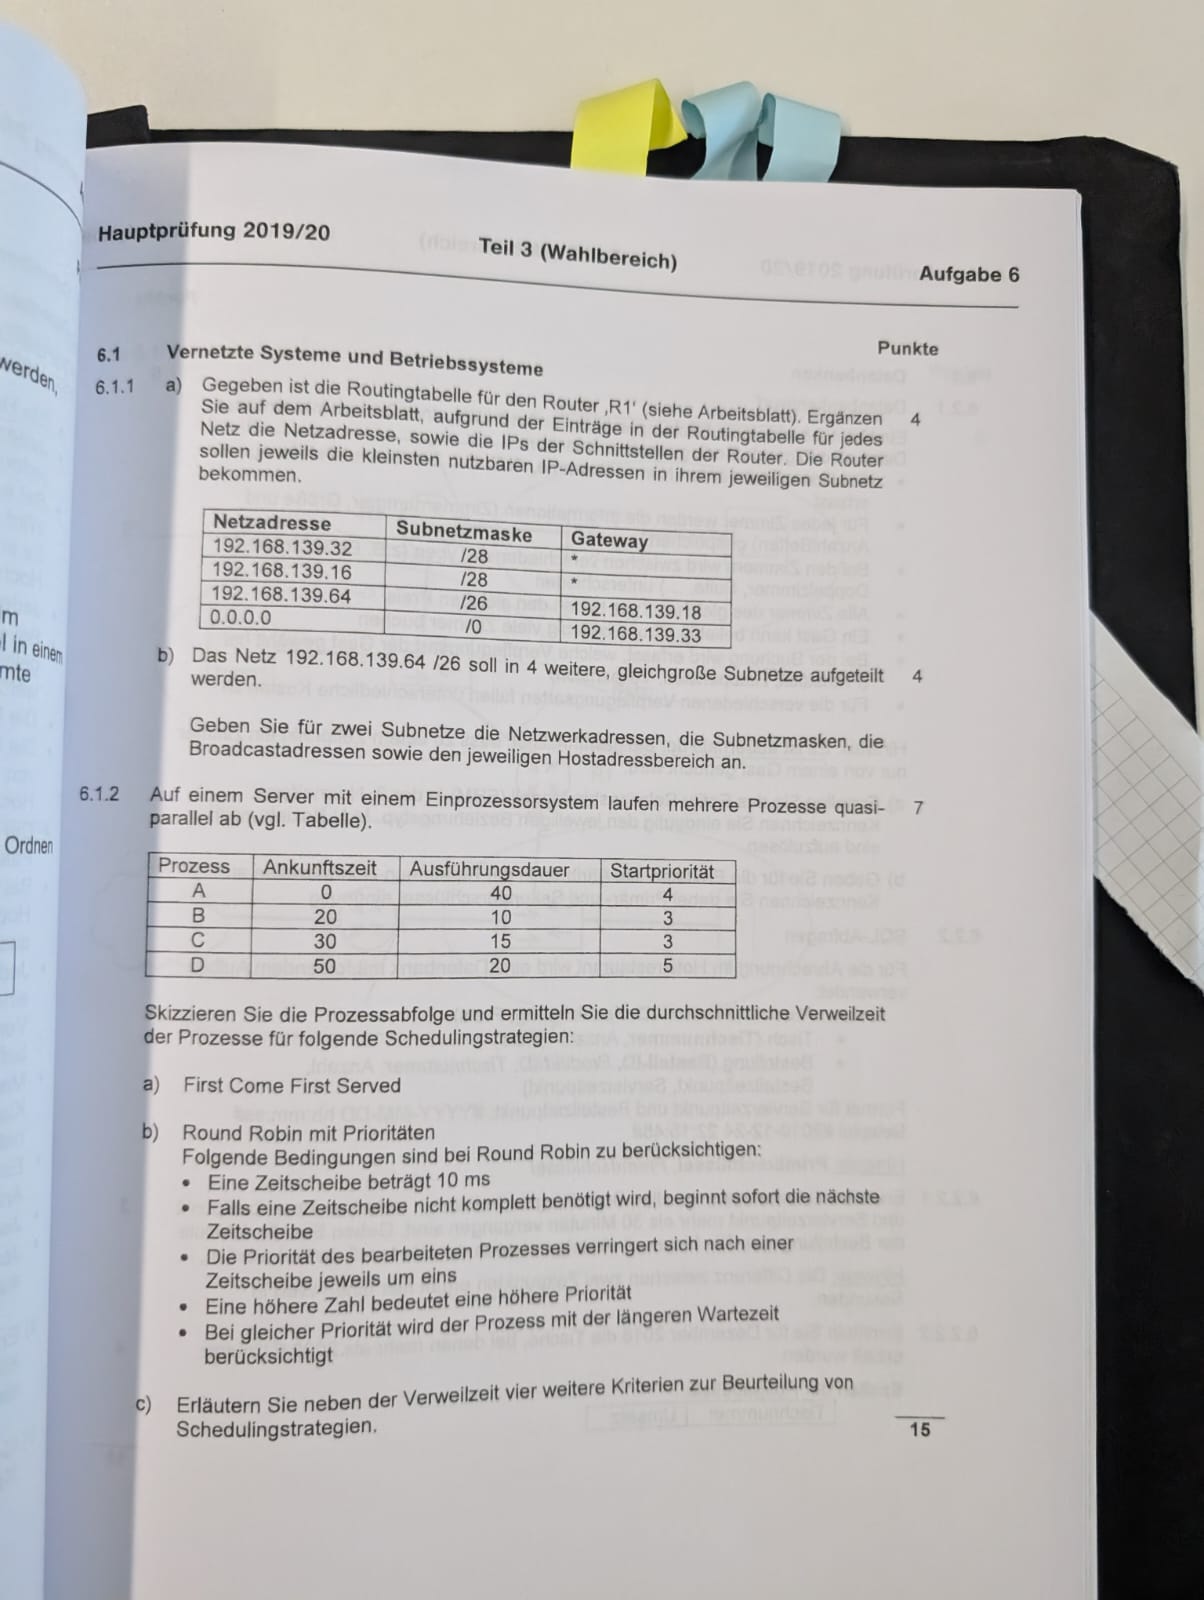 Hauptprüfung 2019/20 Teil 3 (Wahlbereich) Aufgabe 6
Punkte
6.1 Vernetzte Systeme und Betriebssysteme
6.1.1 a) Gegeben ist die Routingtabelle für den Router ‚R1' (siehe Arbeitsblatt). Ergänzen 4
Sie auf dem Arbeitsblatt, aufgrund der Einträge in der Routingtabelle für jedes
Netz die Netzadresse, sowie die IPs der Schnittstellen der Router. Die Router
sollen jeweils die kleinsten nutzbaren IP-Adressen in ihrem jeweiligen Subnetz
bekommen.
Netzadresse Subnetzmaske Gateway
192.168.139.32 /28 *
192.168.139.16 /28 *
192.168.139.64 /26 192.168.139.18
0.0.0.0 /0 192.168.139.33
b) Das Netz 192.168.139.64 /26 soll in 4 weitere, gleichgroße Subnetze aufgeteilt 4
werden.
Geben Sie für zwei Subnetze die Netzwerkadressen, die Subnetzmasken, die
Broadcastadressen sowie den jeweiligen Hostadressbereich an.
6.1.2 Auf einem Server mit einem Einprozessorsystem laufen mehrere Prozesse quasi- 7
parallel ab (vgl. Tabelle).
Prozess Ankunftszeit Ausführungsdauer Startpriorität
A 0 40 4
B 20 10 3
C 30 15 3
D 50 20 5
Skizzieren Sie die Prozessabfolge und ermitteln Sie die durchschnittliche Verweilzeit
der Prozesse für folgende Schedulingstrategien:
a) First Come First Served
b) Round Robin mit Prioritäten
Folgende Bedingungen sind bei Round Robin zu berücksichtigen:
• Eine Zeitscheibe beträgt 10 ms
• Falls eine Zeitscheibe nicht komplett benötigt wird, beginnt sofort die nächste
Zeitscheibe
• Die Priorität des bearbeiteten Prozesses verringert sich nach einer
Zeitscheibe jeweils um eins
• Eine höhere Zahl bedeutet eine höhere Priorität
• Bei gleicher Priorität wird der Prozess mit der längeren Wartezeit
berücksichtigt
c) Erläutern Sie neben der Verweilzeit vier weitere Kriterien zur Beurteilung von
Schedulingstrategien.
15
werden,
m
l in einem
mte
Ordnen